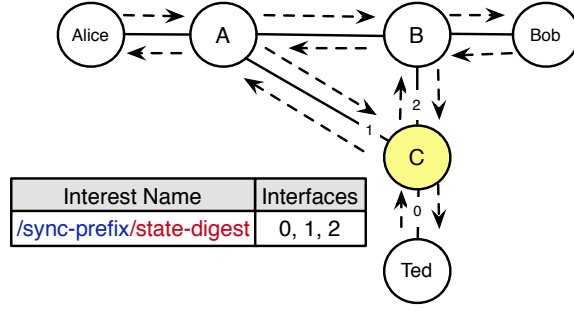 Alice
A
B
Bob
2
1
C
Interest Name Interfaces
/sync-prefix/state-digest 0, 1, 2
0
Ted